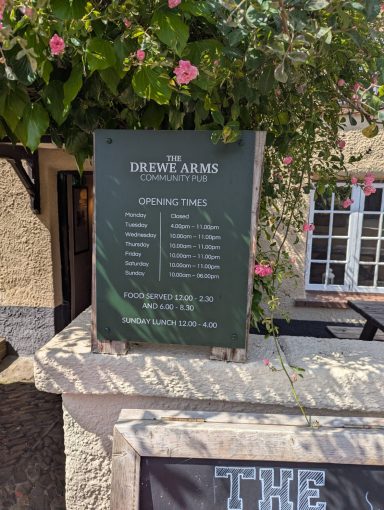 THE
DREWE ARMS
COMMUNITY PUB
OPENING TIMES
Monday Closed
Tuesday 4.00pm – 11.00pm
Wednesday 10.00am – 11.00pm
Thursday 10.00am – 11.00pm
Friday 10.00am – 11.00pm
Saturday 10.00am – 11.00pm
Sunday 10.00am – 06.00pm
FOOD SERVED 12.00 - 2.30
AND 6.00 - 8.30
SUNDAY LUNCH 12.00 - 4.00
THE